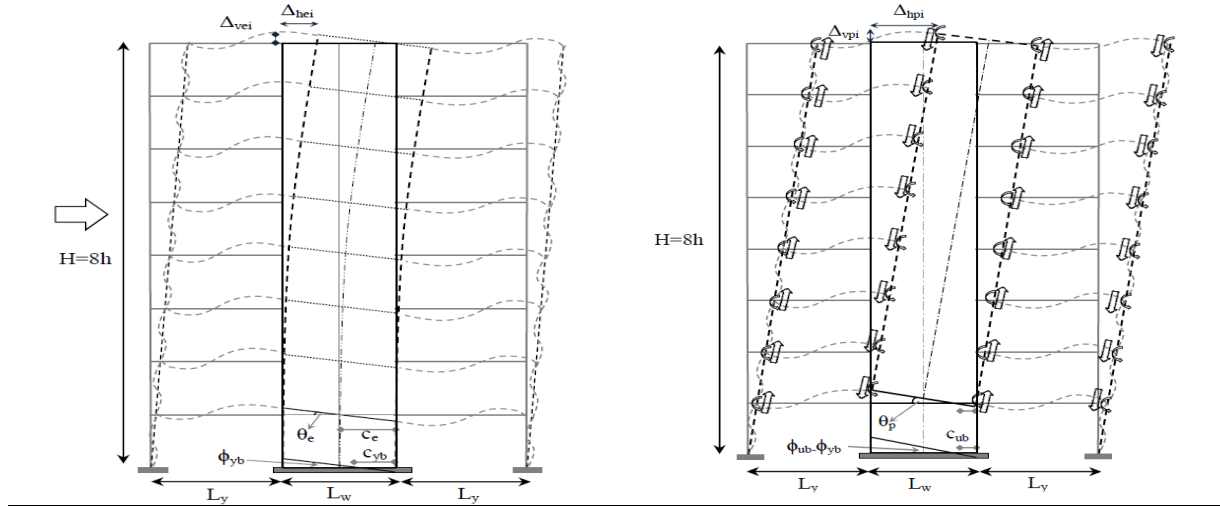 Δhei
Δvei
H=8h
θe
ce
cyb
ϕyb
Ly
Lw
Ly
Δhpi
Δvpi
H=8h
θp
cub
ϕub-ϕyb
Ly
Lw
Ly